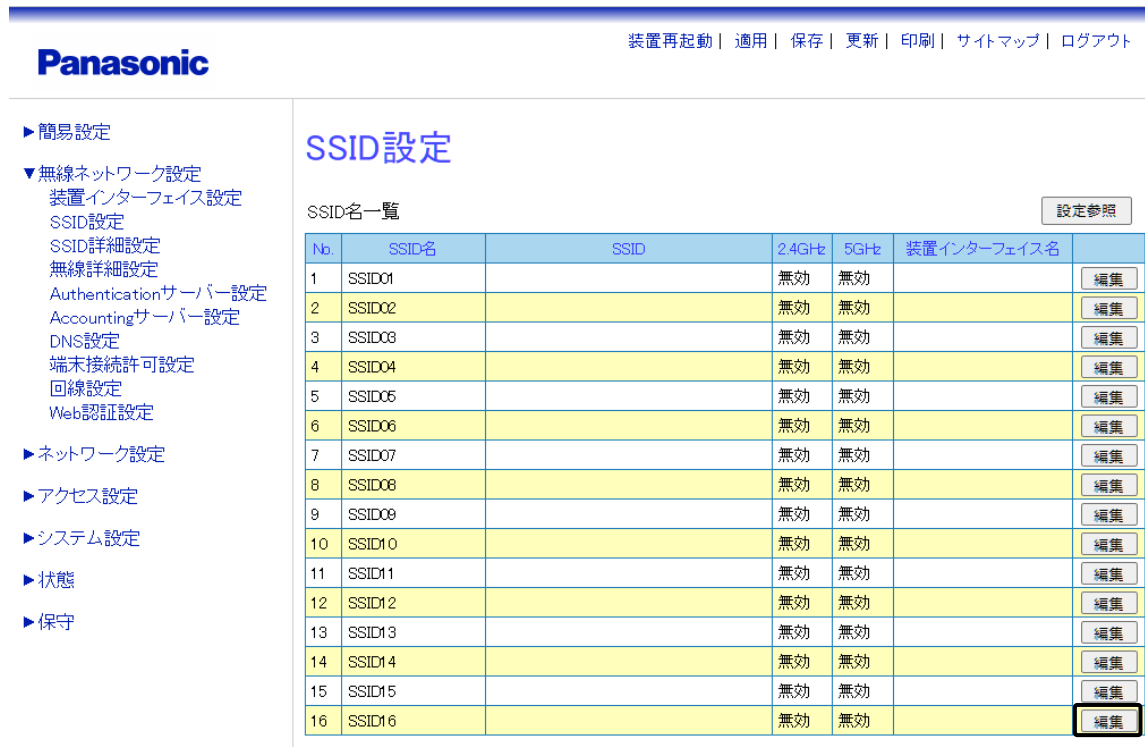 装置再起動| 適用| 保存| 更新| 印刷| サイトマップ| ログアウト
Panasonic
▶簡易設定
▼無線ネットワーク設定
装置インターフェイス設定
SSID設定
SSID詳細設定
無線詳細設定
Authenticationサーバー設定
Accountingサーバー設定
DNS設定
端末接続許可設定
回線設定
Web認証設定
▶ネットワーク設定
▶アクセス設定
▶システム設定
▶状態
▶保守
SSID設定
SSID名一覧 設定参照
No. SSID名 SSID 2.4GHz 5GHz 装置インターフェイス名
1 SSID01 無効 無効 編集
2 SSID02 無効 無効 編集
3 SSID03 無効 無効 編集
4 SSID04 無効 無効 編集
5 SSID05 無効 無効 編集
6 SSID06 無効 無効 編集
7 SSID07 無効 無効 編集
8 SSID08 無効 無効 編集
9 SSID09 無効 無効 編集
10 SSID10 無効 無効 編集
11 SSID11 無効 無効 編集
12 SSID12 無効 無効 編集
13 SSID13 無効 無効 編集
14 SSID14 無効 無効 編集
15 SSID15 無効 無効 編集
16 SSID16 無効 無効 編集